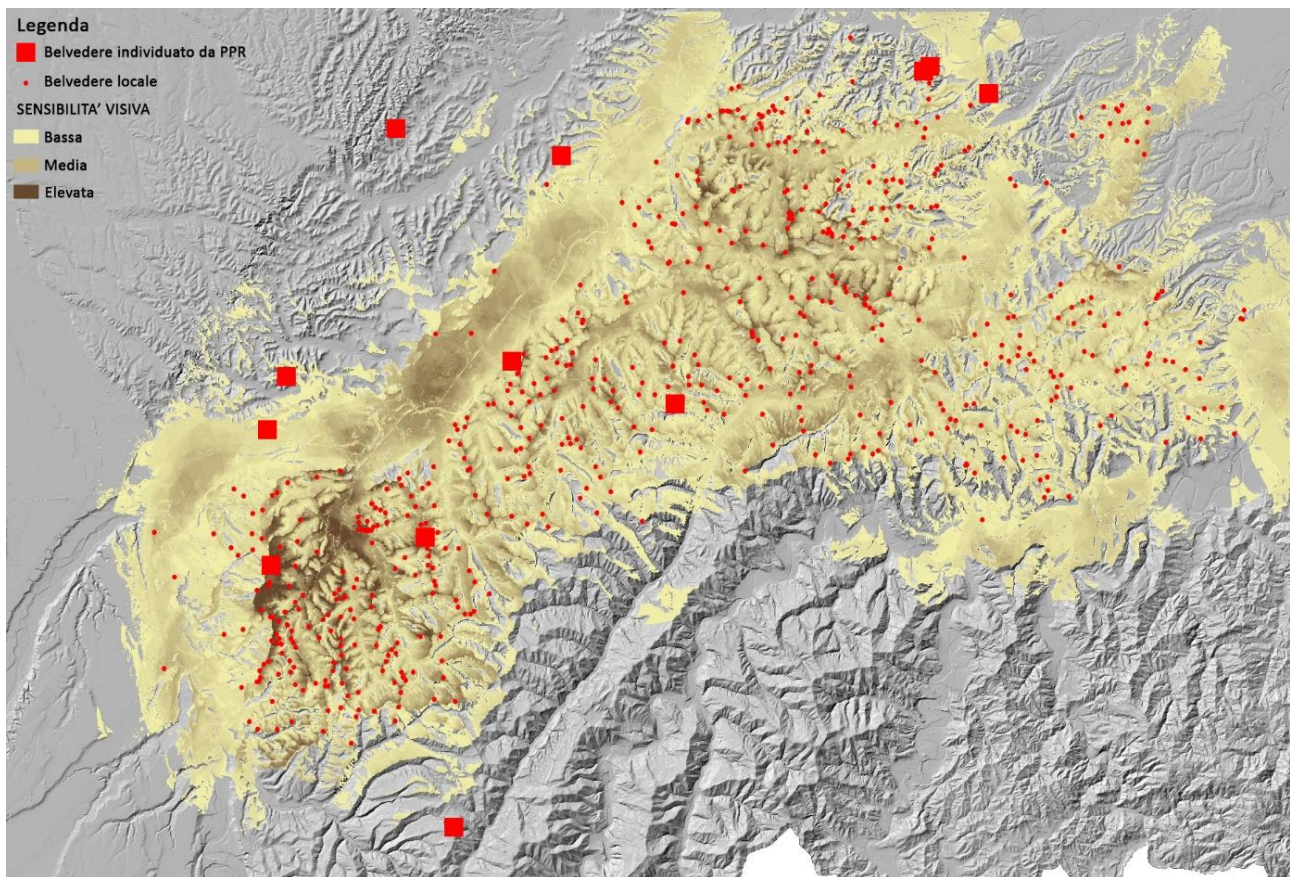 Legenda
Belvedere individuato da PPR
Belvedere locale
SENSIBILITA' VISIVA
Bassa
Media
Elevata